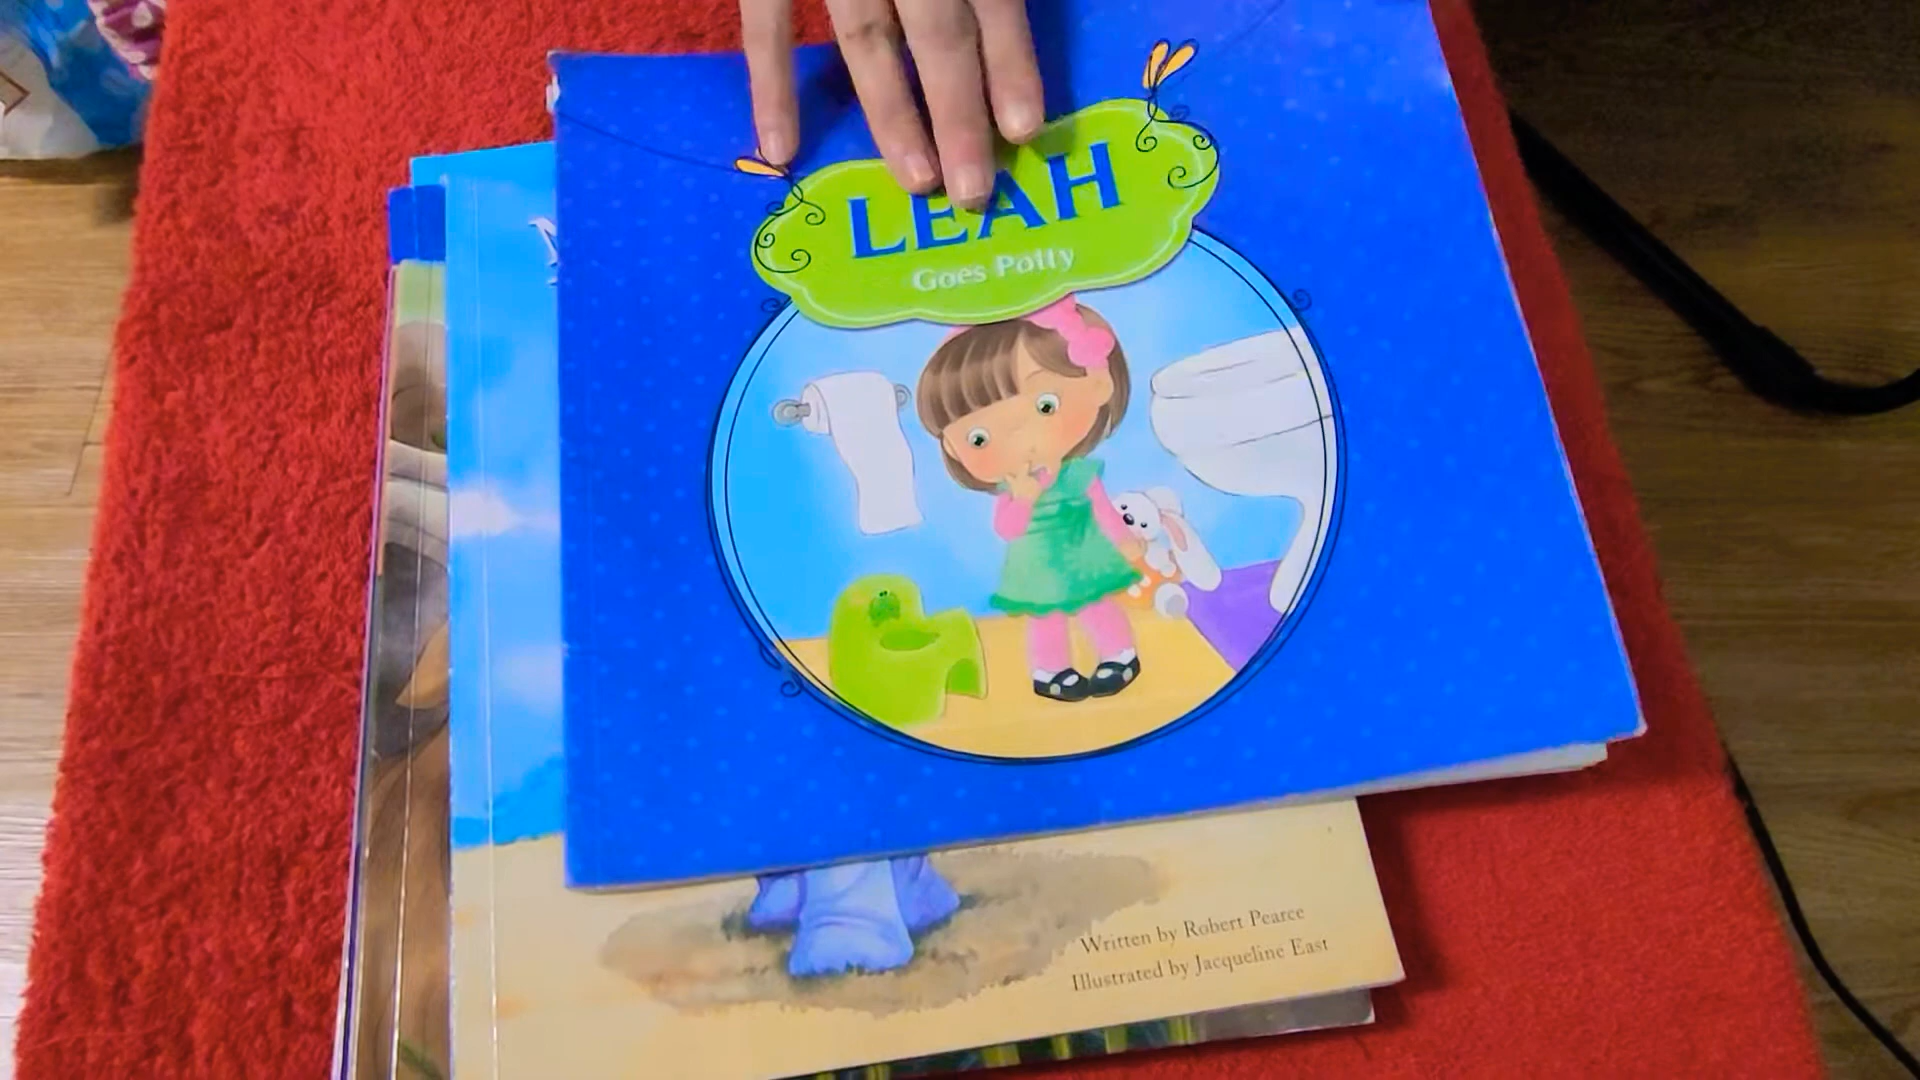 LEAH
Goes Potty
Written by Robert Pearce
Illustrated by Jacqueline East